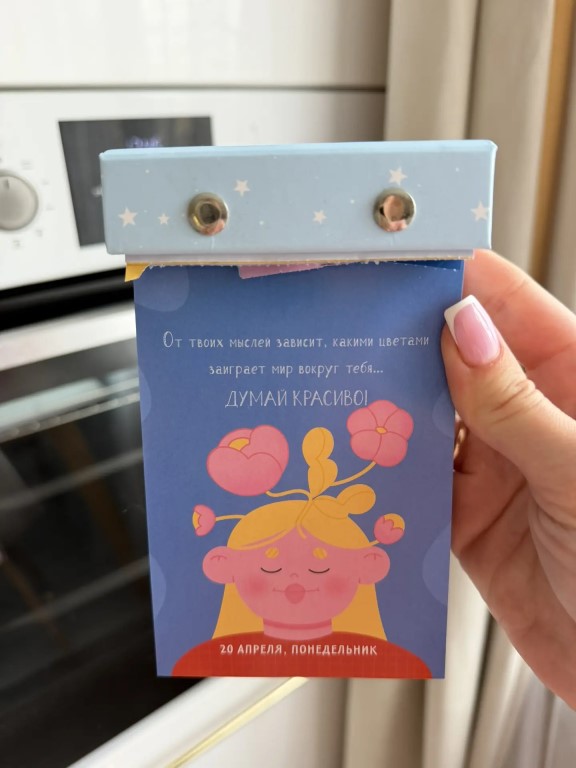 От твоих мыслей зависит, какими цветами
заиграет мир вокруг тебя...
ДУМАЙ КРАСИВО!
20 АПРЕЛЯ, ПОНЕДЕЛЬНИК